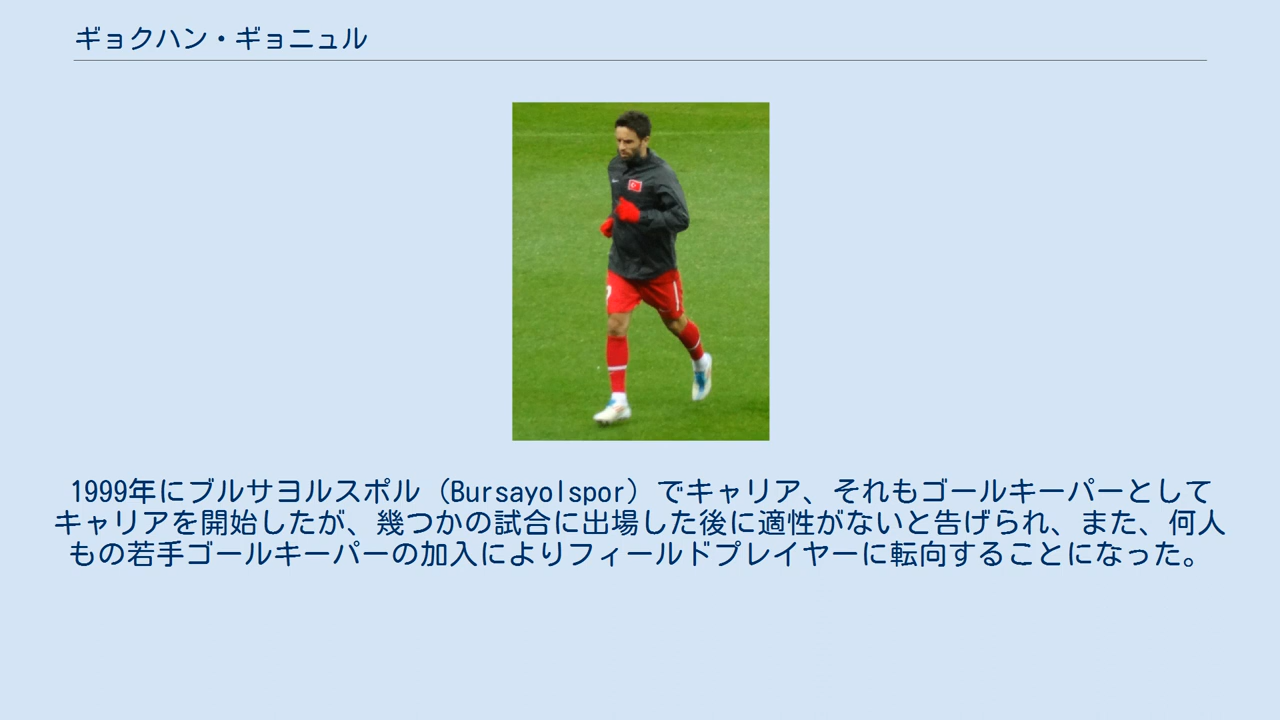 ギョクハン・ギョニュル
1999年にブルサヨルスポル（Bursayolspor）でキャリア、それもゴールキーパーとして
キャリアを開始したが、幾つかの試合に出場した後に適性がないと告げられ、また、何人
もの若手ゴールキーパーの加入によりフィールドプレイヤーに転向することになった。